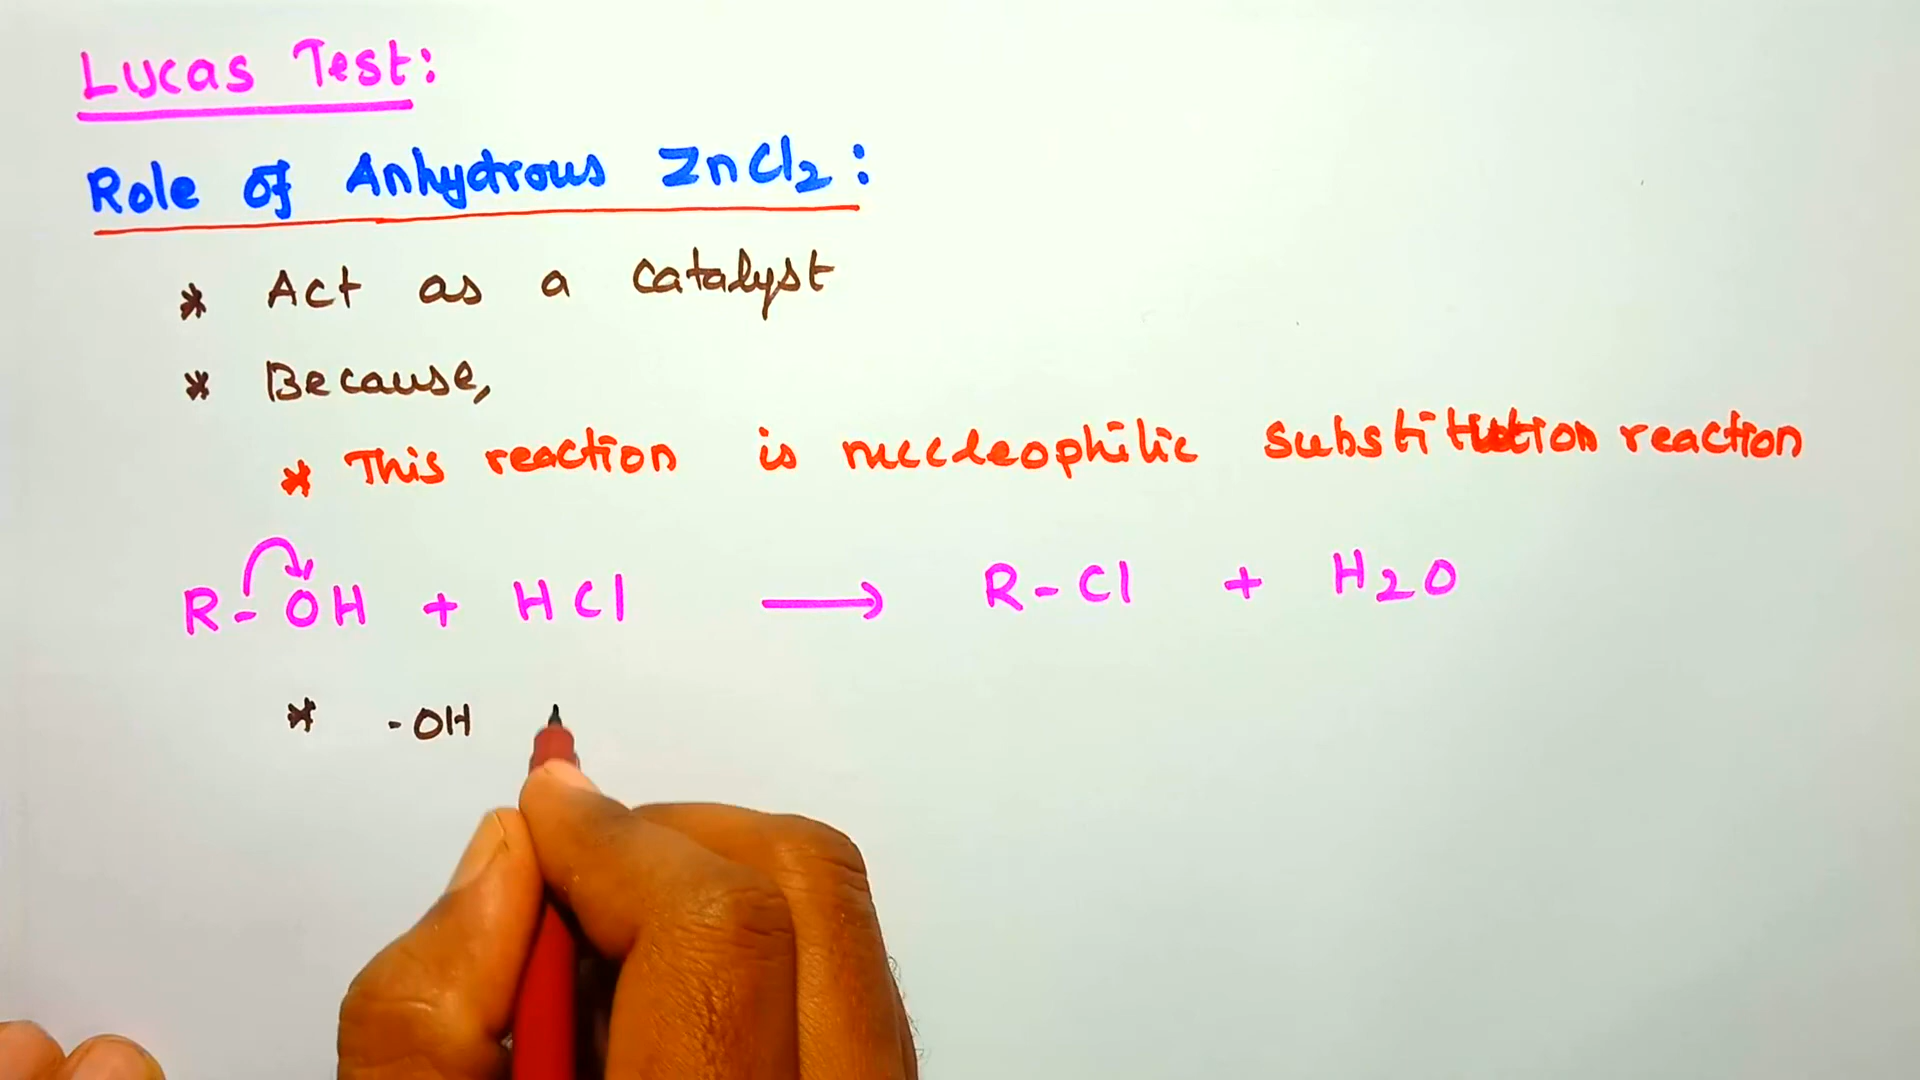 Lucas Test:
Role of Anhydrous ZnCl2:
* Act as a catalyst
* Because,
* This reaction is nucleophilic substitution reaction
R-OH + HCl ⟶ R-Cl + H2O
* -OH